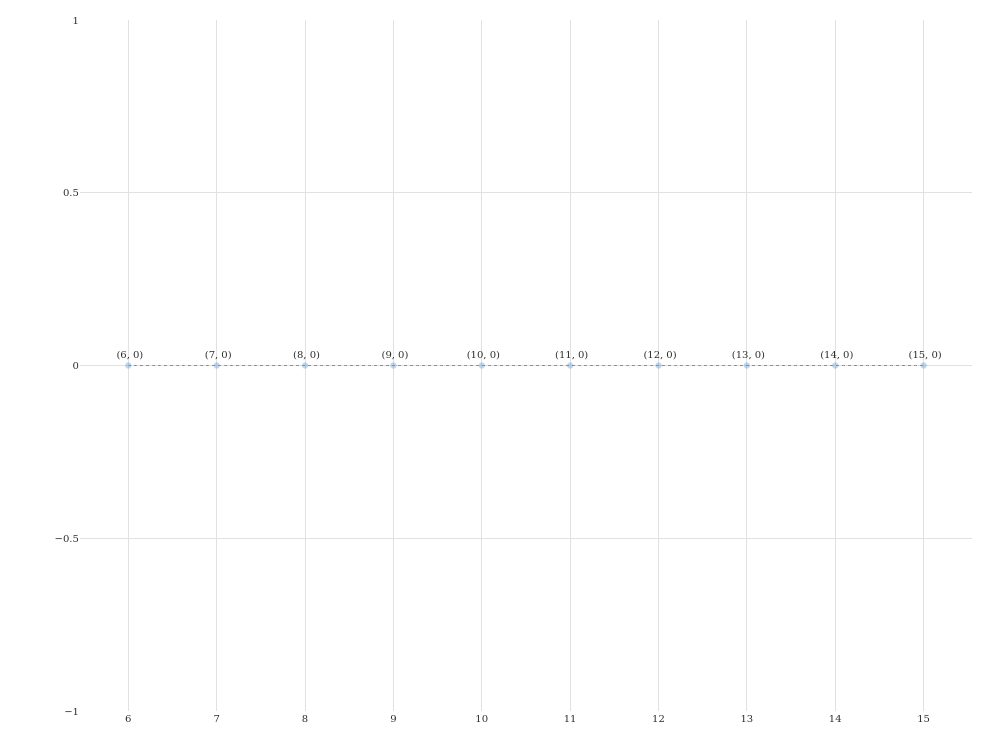 1
0.5
(6, 0) (7, 0) (8, 0) (9, 0) (10, 0) (11, 0) (12, 0) (13, 0) (14, 0) (15, 0)
0
−0.5
−1
6 7 8 9 10 11 12 13 14 15